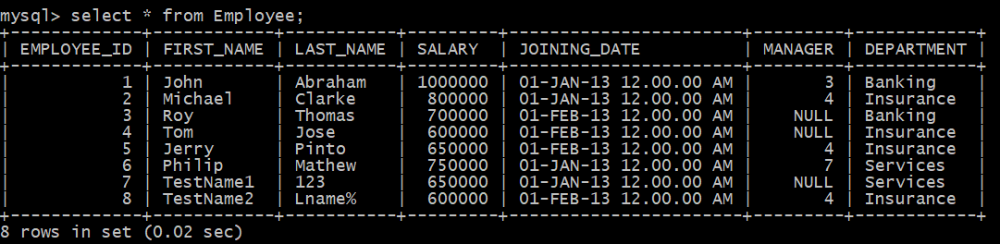 mysql> select * from Employee;
+-------------+------------+-----------+---------+------------------------+---------+------------+
| EMPLOYEE_ID | FIRST_NAME | LAST_NAME | SALARY  | JOINING_DATE           | MANAGER | DEPARTMENT |
+-------------+------------+-----------+---------+------------------------+---------+------------+
|           1 | John       | Abraham   | 1000000 | 01-JAN-13 12.00.00 AM |       3 | Banking    |
|           2 | Michael    | Clarke    |  800000 | 01-JAN-13 12.00.00 AM |       4 | Insurance  |
|           3 | Roy        | Thomas    |  700000 | 01-FEB-13 12.00.00 AM |    NULL | Banking    |
|           4 | Tom        | Jose      |  600000 | 01-FEB-13 12.00.00 AM |    NULL | Insurance  |
|           5 | Jerry      | Pinto     |  650000 | 01-FEB-13 12.00.00 AM |       4 | Insurance  |
|           6 | Philip     | Mathew    |  750000 | 01-JAN-13 12.00.00 AM |       7 | Services   |
|           7 | TestName1  | 123       |  650000 | 01-JAN-13 12.00.00 AM |    NULL | Services   |
|           8 | TestName2  | Lname%    |  600000 | 01-FEB-13 12.00.00 AM |       4 | Insurance  |
+-------------+------------+-----------+---------+------------------------+---------+------------+
8 rows in set (0.02 sec)